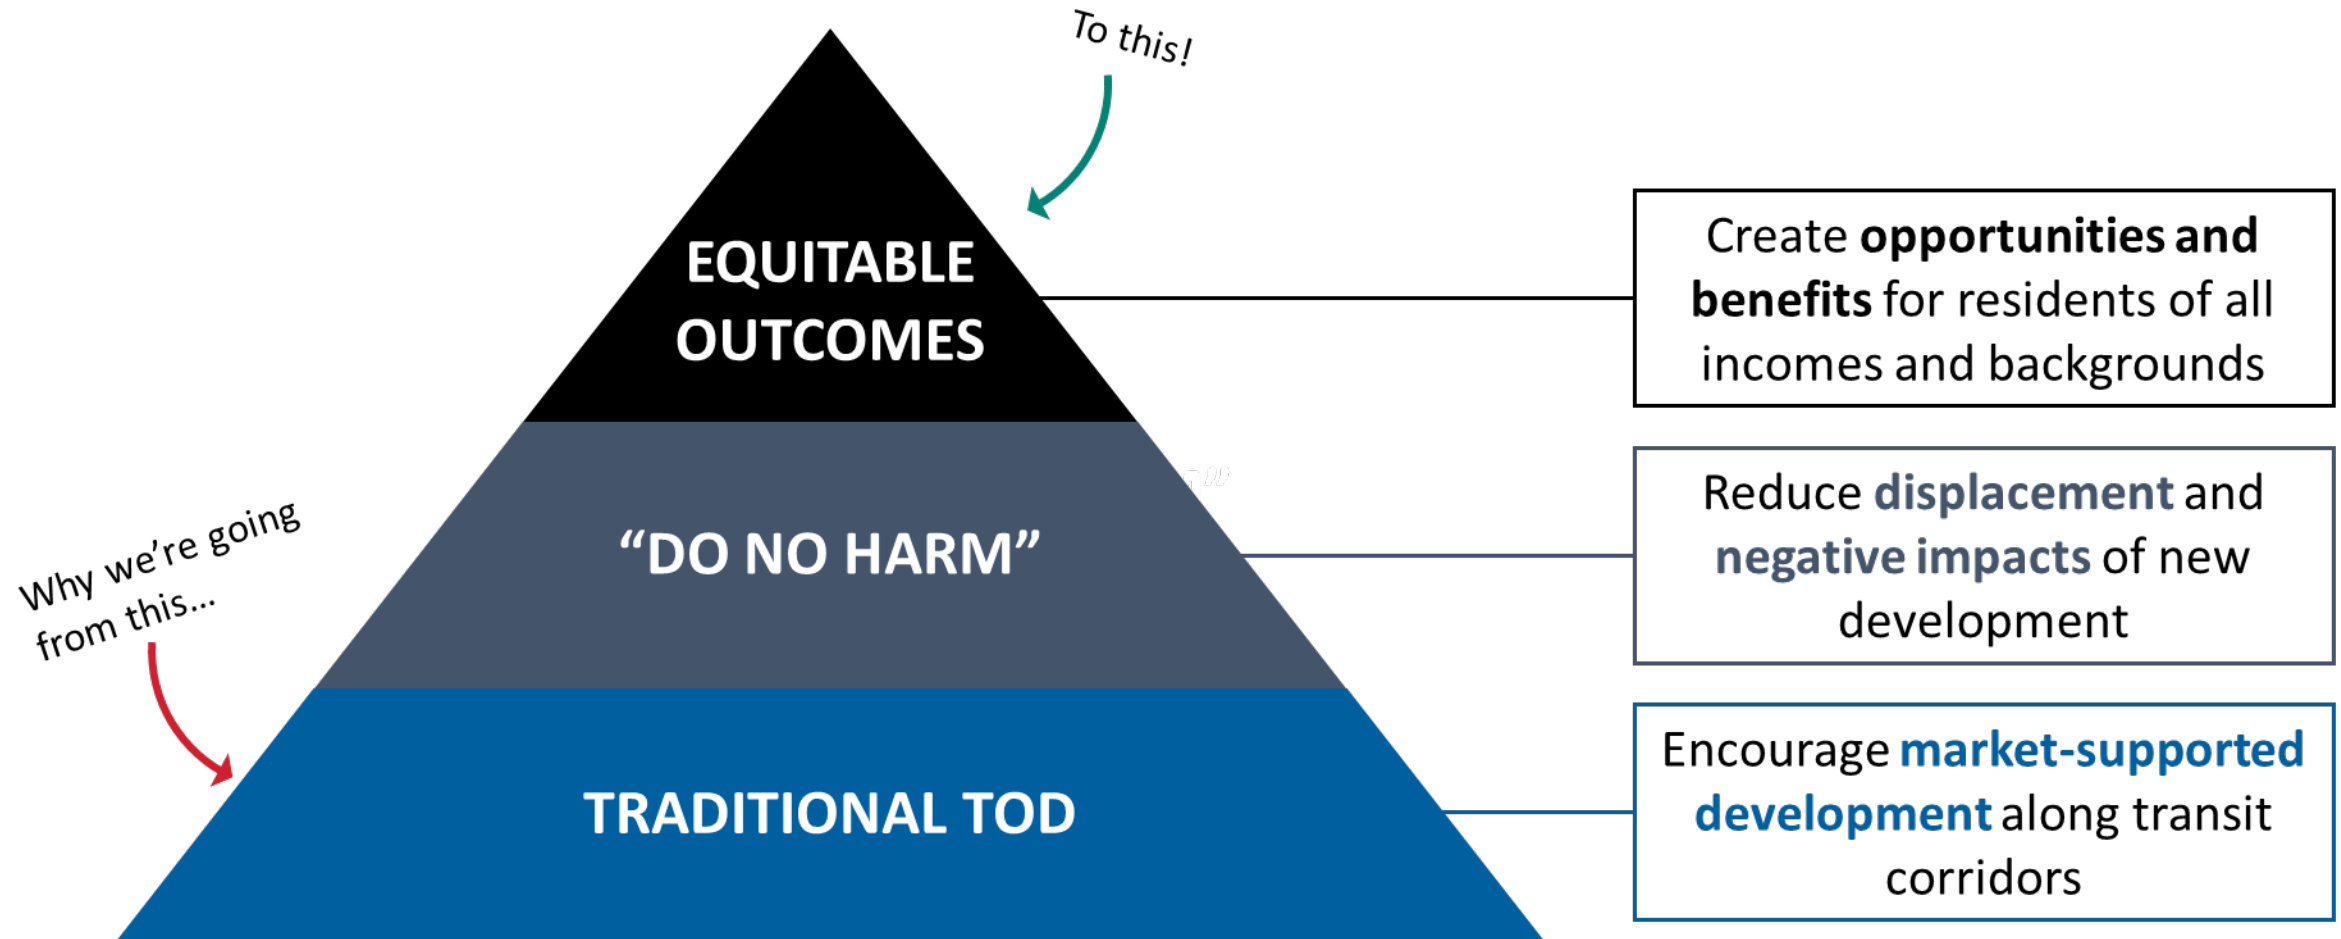 To this!
EQUITABLE
OUTCOMES
Create opportunities and
benefits for residents of all
incomes and backgrounds
Why we’re going
from this...
“DO NO HARM”
Reduce displacement and
negative impacts of new
development
TRADITIONAL TOD
Encourage market-supported
development along transit
corridors